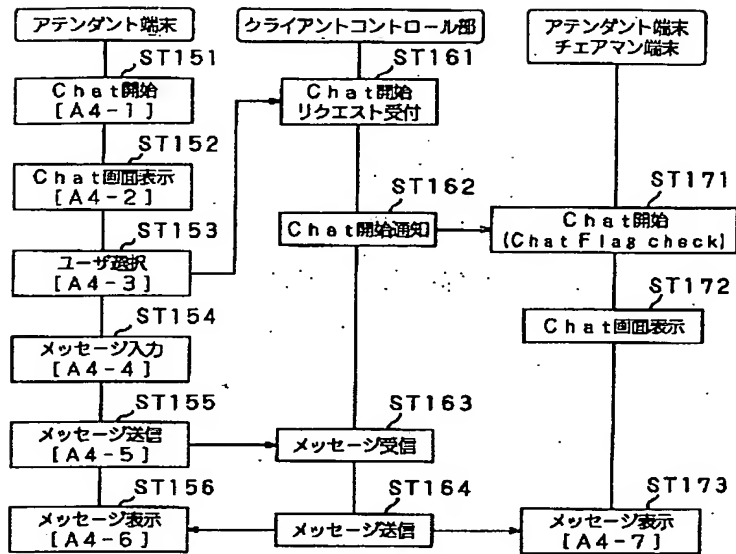 アテンダント端末
クライアントコントロール部
アテンダント端末
チェアマン端末
ST151
Chat開始
[A4-1]
ST152
Chat画面表示
[A4-2]
ST153
ユーザ選択
[A4-3]
ST154
メッセージ入力
[A4-4]
ST155
メッセージ送信
[A4-5]
ST156
メッセージ表示
[A4-6]
ST161
Chat開始
リクエスト受付
ST162
Chat開始通知
ST163
メッセージ受信
ST164
メッセージ送信
ST171
Chat開始
(Chat Flag check)
ST172
Chat画面表示
ST173
メッセージ表示
[A4-7]